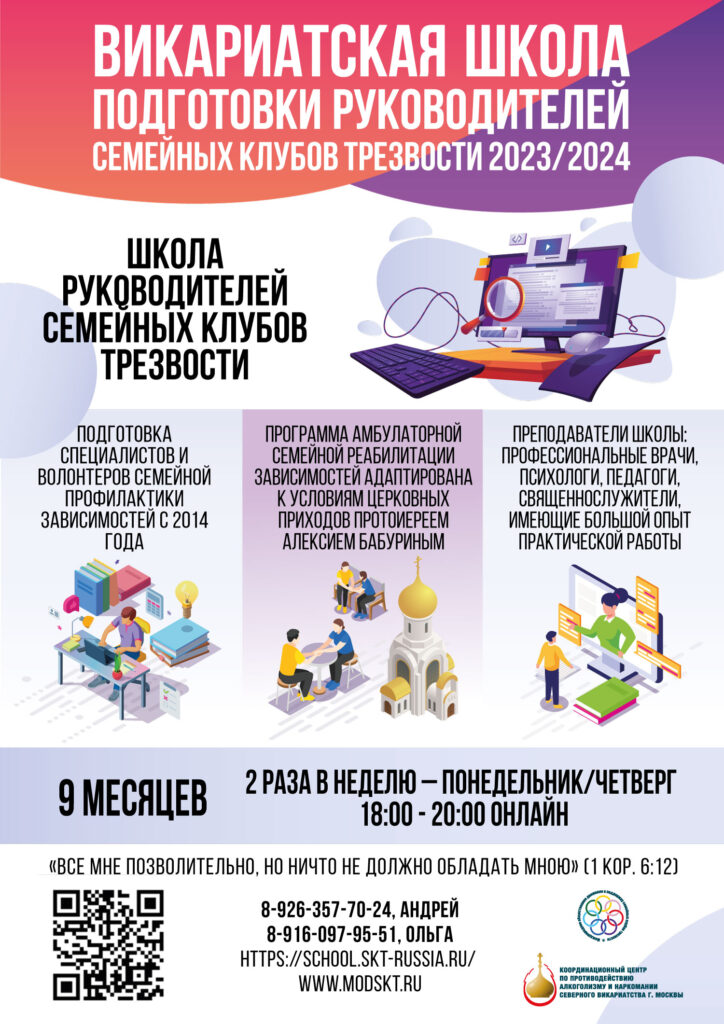 ВИКАРИАТСКАЯ ШКОЛА
ПОДГОТОВКИ РУКОВОДИТЕЛЕЙ
СЕМЕЙНЫХ КЛУБОВ ТРЕЗВОСТИ 2023/2024
ШКОЛА
РУКОВОДИТЕЛЕЙ
СЕМЕЙНЫХ КЛУБОВ
ТРЕЗВОСТИ
ПОДГОТОВКА
СПЕЦИАЛИСТОВ И
ВОЛОНТЕРОВ СЕМЕЙНОЙ
ПРОФИЛАКТИКИ
ЗАВИСИМОСТЕЙ С 2014
ГОДА
ПРОГРАММА АМБУЛАТОРНОЙ
СЕМЕЙНОЙ РЕАБИЛИТАЦИИ
ЗАВИСИМОСТЕЙ АДАПТИРОВАНА
К УСЛОВИЯМ ЦЕРКОВНЫХ
ПРИХОДОВ ПРОТОИЕРЕЕМ
АЛЕКСИЕМ БАБУРИНЫМ
ПРЕПОДАВАТЕЛИ ШКОЛЫ:
ПРОФЕССИОНАЛЬНЫЕ ВРАЧИ,
ПСИХОЛОГИ, ПЕДАГОГИ,
СВЯЩЕННОСЛУЖИТЕЛИ,
ИМЕЮЩИЕ БОЛЬШОЙ ОПЫТ
ПРАКТИЧЕСКОЙ РАБОТЫ
9 МЕСЯЦЕВ
2 РАЗА В НЕДЕЛЮ – ПОНЕДЕЛЬНИК/ЧЕТВЕРГ
18:00 - 20:00 ОНЛАЙН
«ВСЕ МНЕ ПОЗВОЛИТЕЛЬНО, НО НИЧТО НЕ ДОЛЖНО ОБЛАДАТЬ МНОЮ» (1 КОР. 6:12)
8-926-357-70-24, АНДРЕЙ
8-916-097-95-51, ОЛЬГА
HTTPS://SCHOOL.SKT-RUSSIA.RU/
WWW.MODSKT.RU
КООРДИНАЦИОННЫЙ ЦЕНТР
ПО ПРОТИВОДЕЙСТВИЮ
АЛКОГОЛИЗМУ И НАРКОМАНИИ
СЕВЕРНОГО ВИКАРИАТСТВА Г. МОСКВЫ